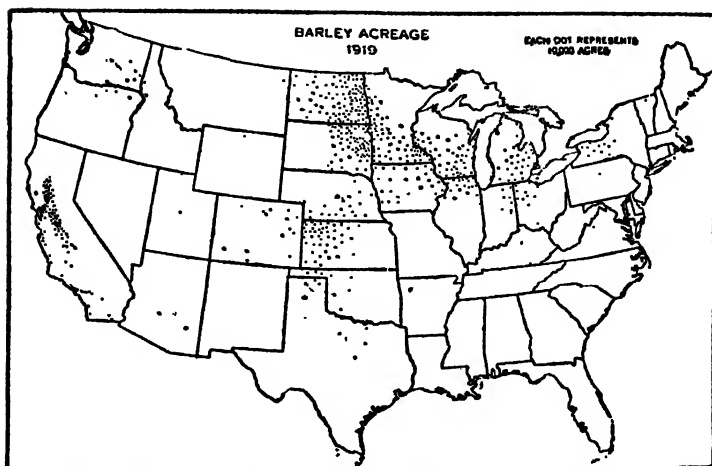 BARLEY ACREAGE
1919
EACH DOT REPRESENTS
10,000 ACRES